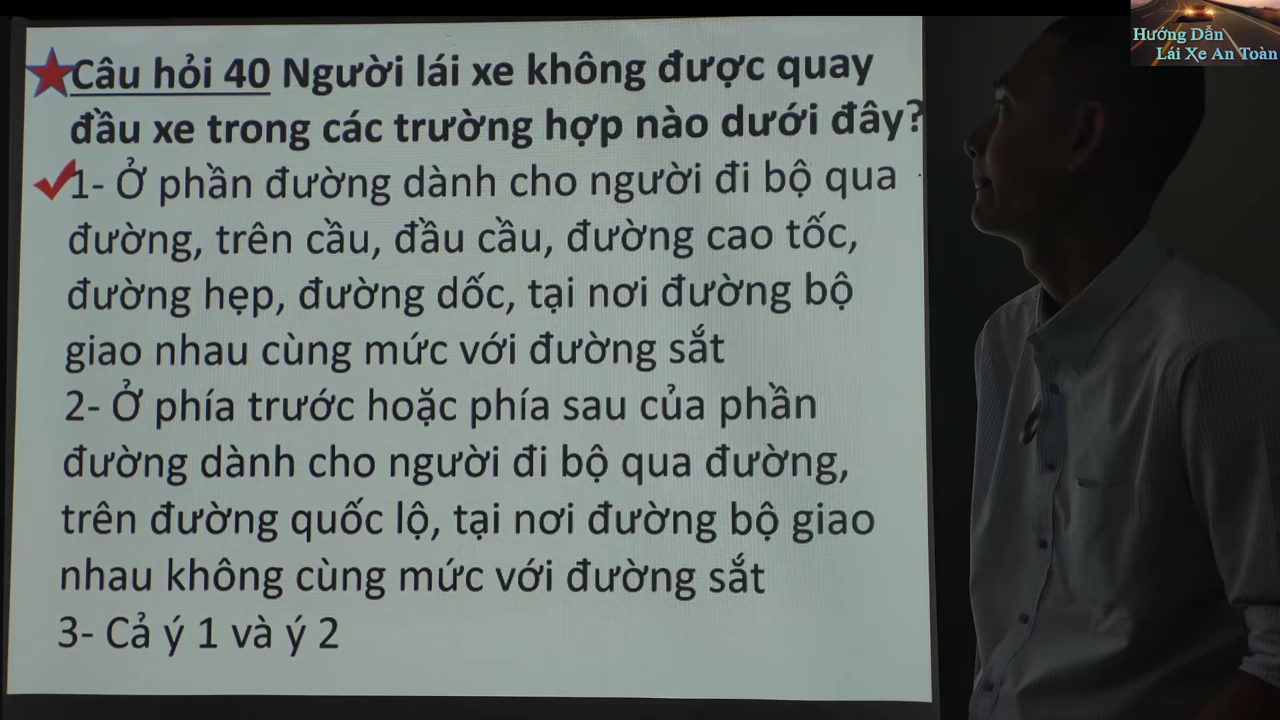 Hướng Dẫn
Lái Xe An Toàn
Câu hỏi 40 Người lái xe không được quay
đầu xe trong các trường hợp nào dưới đây?
1- Ở phần đường dành cho người đi bộ qua
đường, trên cầu, đầu cầu, đường cao tốc,
đường hẹp, đường dốc, tại nơi đường bộ
giao nhau cùng mức với đường sắt
2- Ở phía trước hoặc phía sau của phần
đường dành cho người đi bộ qua đường,
trên đường quốc lộ, tại nơi đường bộ giao
nhau không cùng mức với đường sắt
3- Cả ý 1 và ý 2